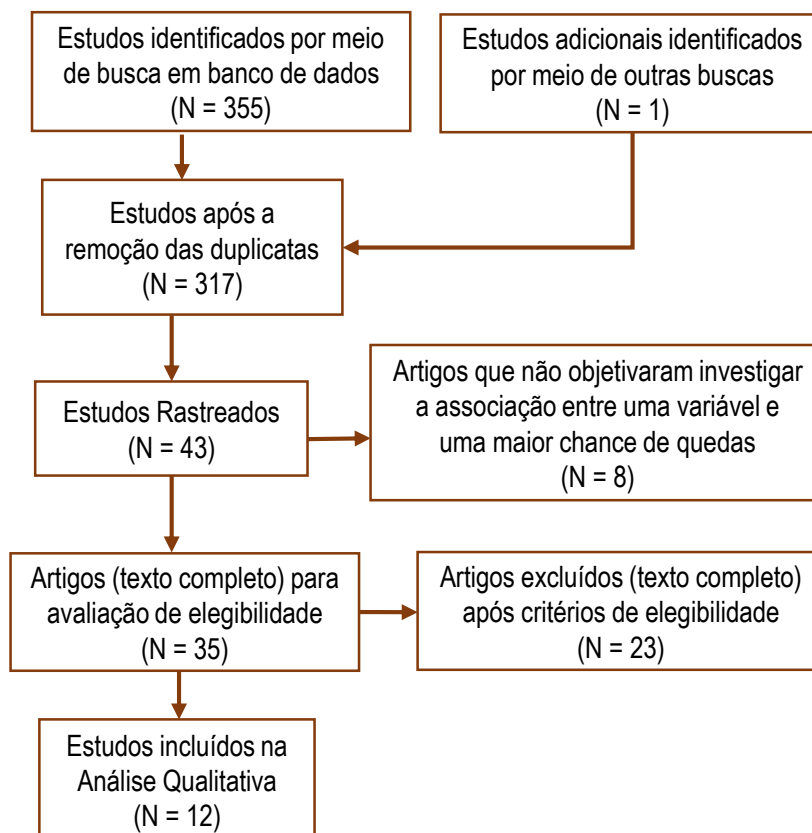 Estudos identificados por meio
de busca em banco de dados
(N = 355)
Estudos adicionais identificados
por meio de outras buscas
(N = 1)
Estudos após a
remoção das duplicatas
(N = 317)
Estudos Rastreados
(N = 43)
Artigos que não objetivaram investigar
a associação entre uma variável e
uma maior chance de quedas
(N = 8)
Artigos (texto completo) para
avaliação de elegibilidade
(N = 35)
Artigos excluídos (texto completo)
após critérios de elegibilidade
(N = 23)
Estudos incluídos na
Análise Qualitativa
(N = 12)